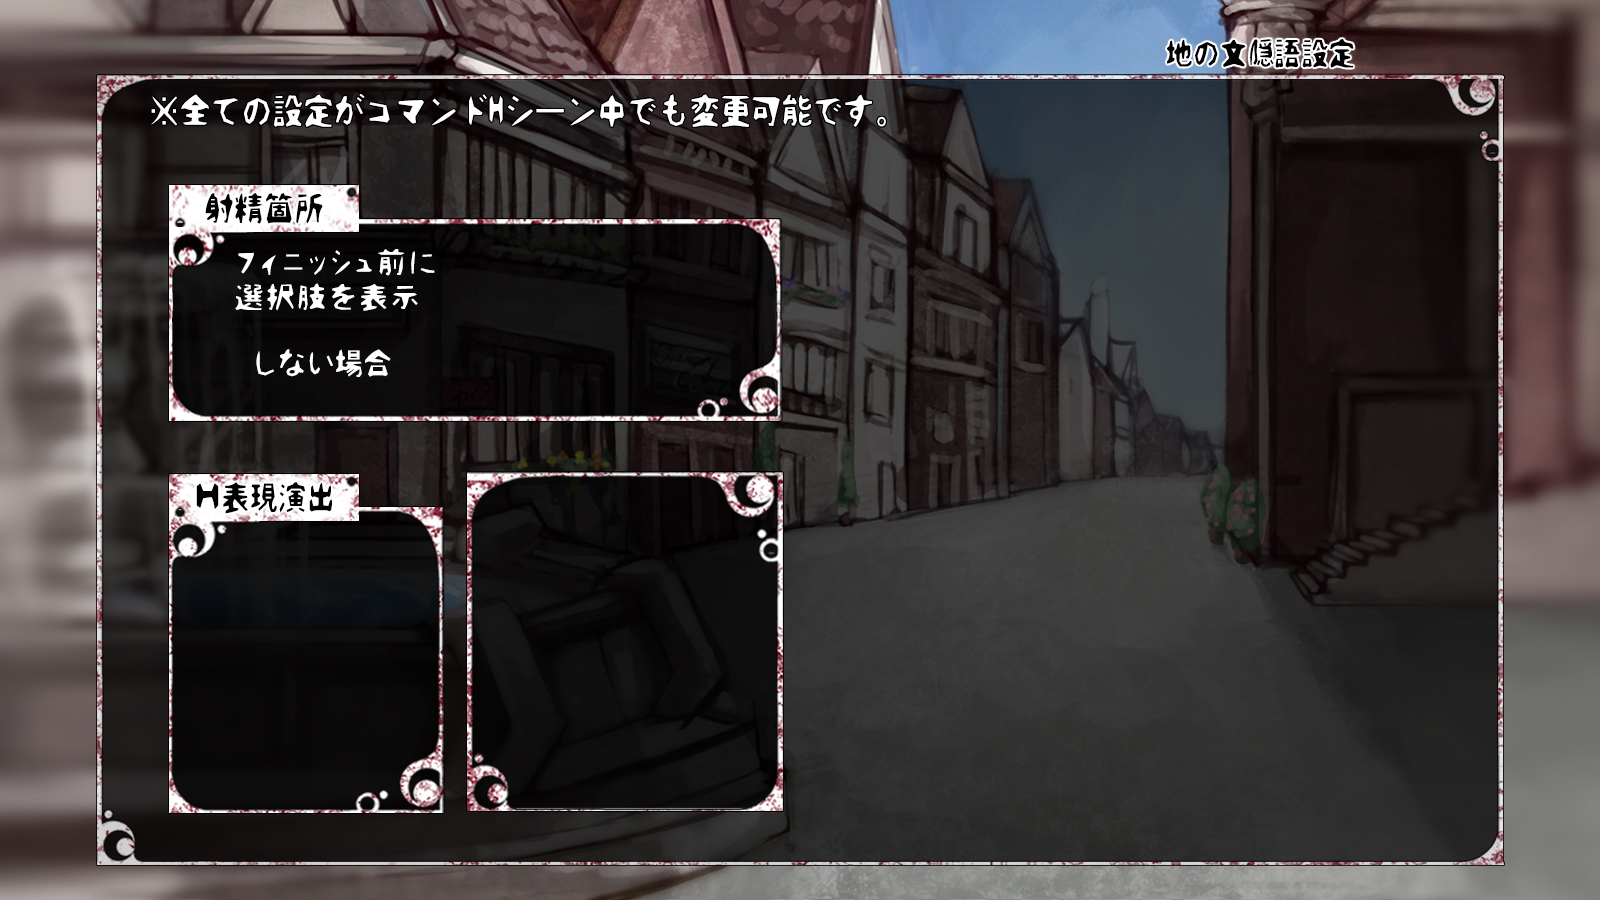 地の文隠語設定
※全ての設定がコマンドHシーン中でも変更可能です。
射精箇所
フィニッシュ前に
選択肢を表示
しない場合
H表現演出